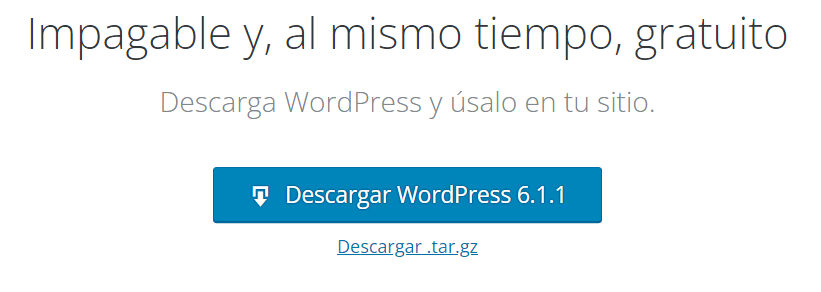 Impagable y, al mismo tiempo, gratuito
Descarga WordPress y úsalo en tu sitio.
Descargar WordPress 6.1.1
Descargar .tar.gz